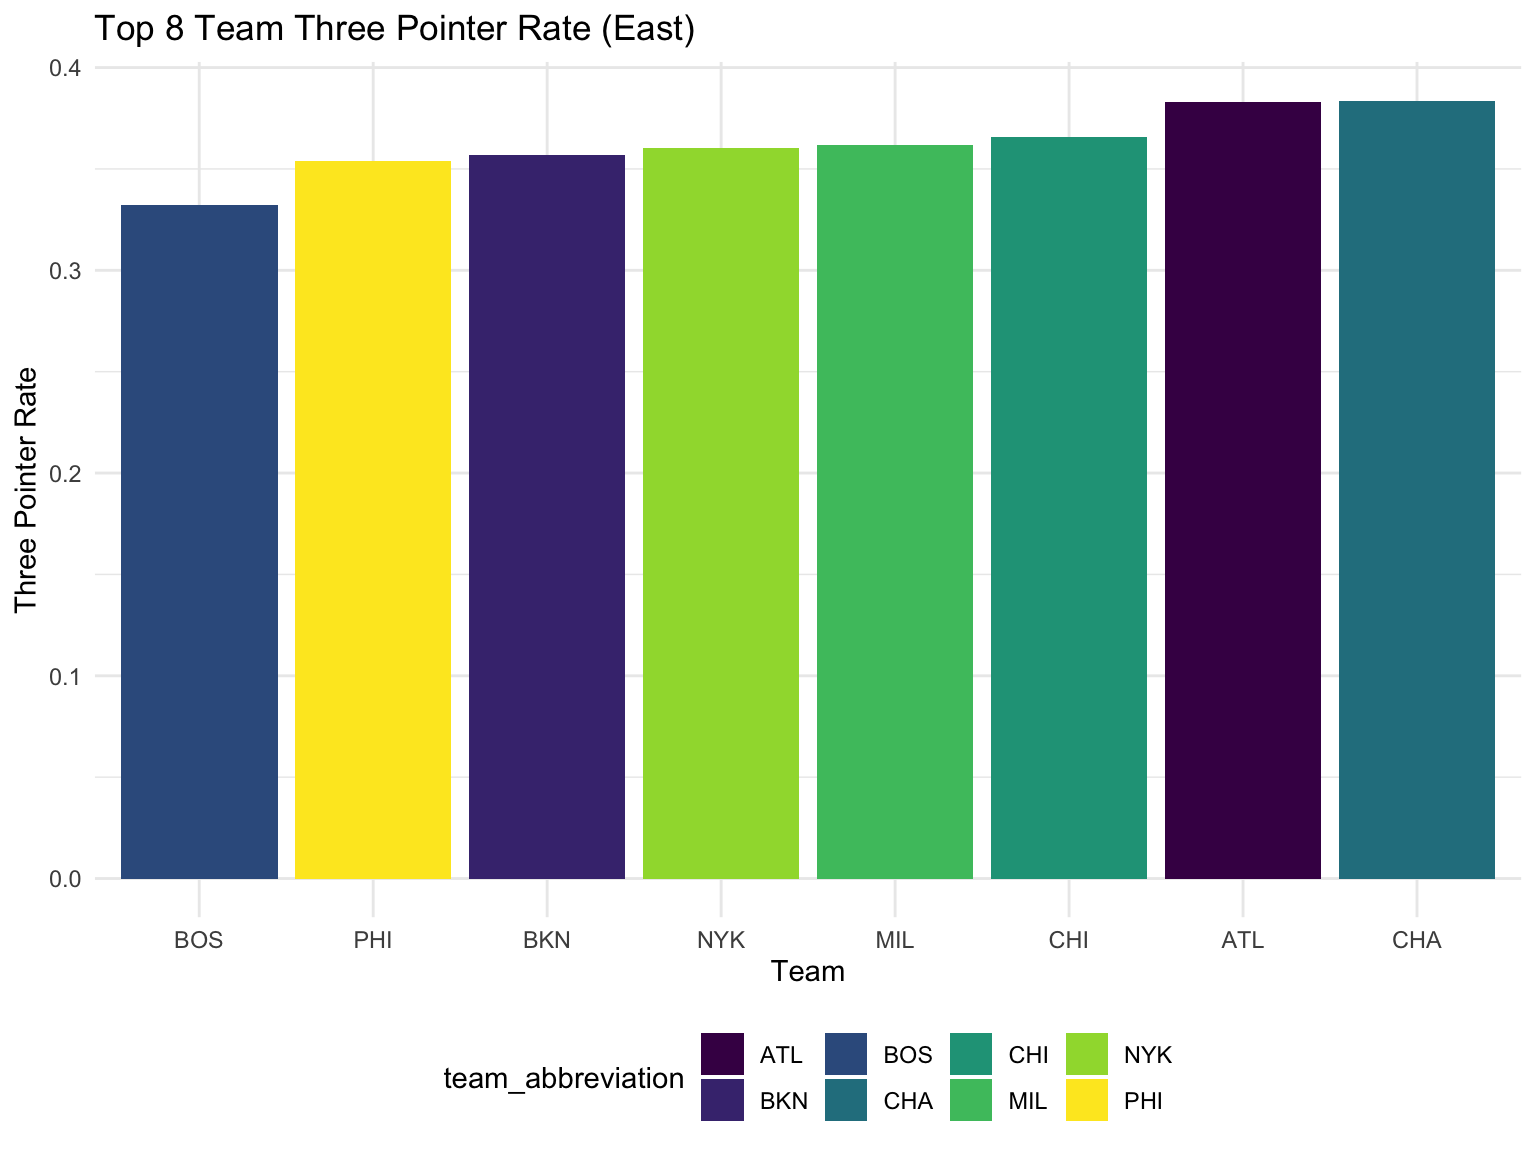 Top 8 Team Three Pointer Rate (East)
Three Pointer Rate
0.4
0.3
0.2
0.1
0.0
BOS PHI BKN NYK MIL CHI ATL CHA
Team
team_abbreviation
ATL BOS CHI NYK
BKN CHA MIL PHI